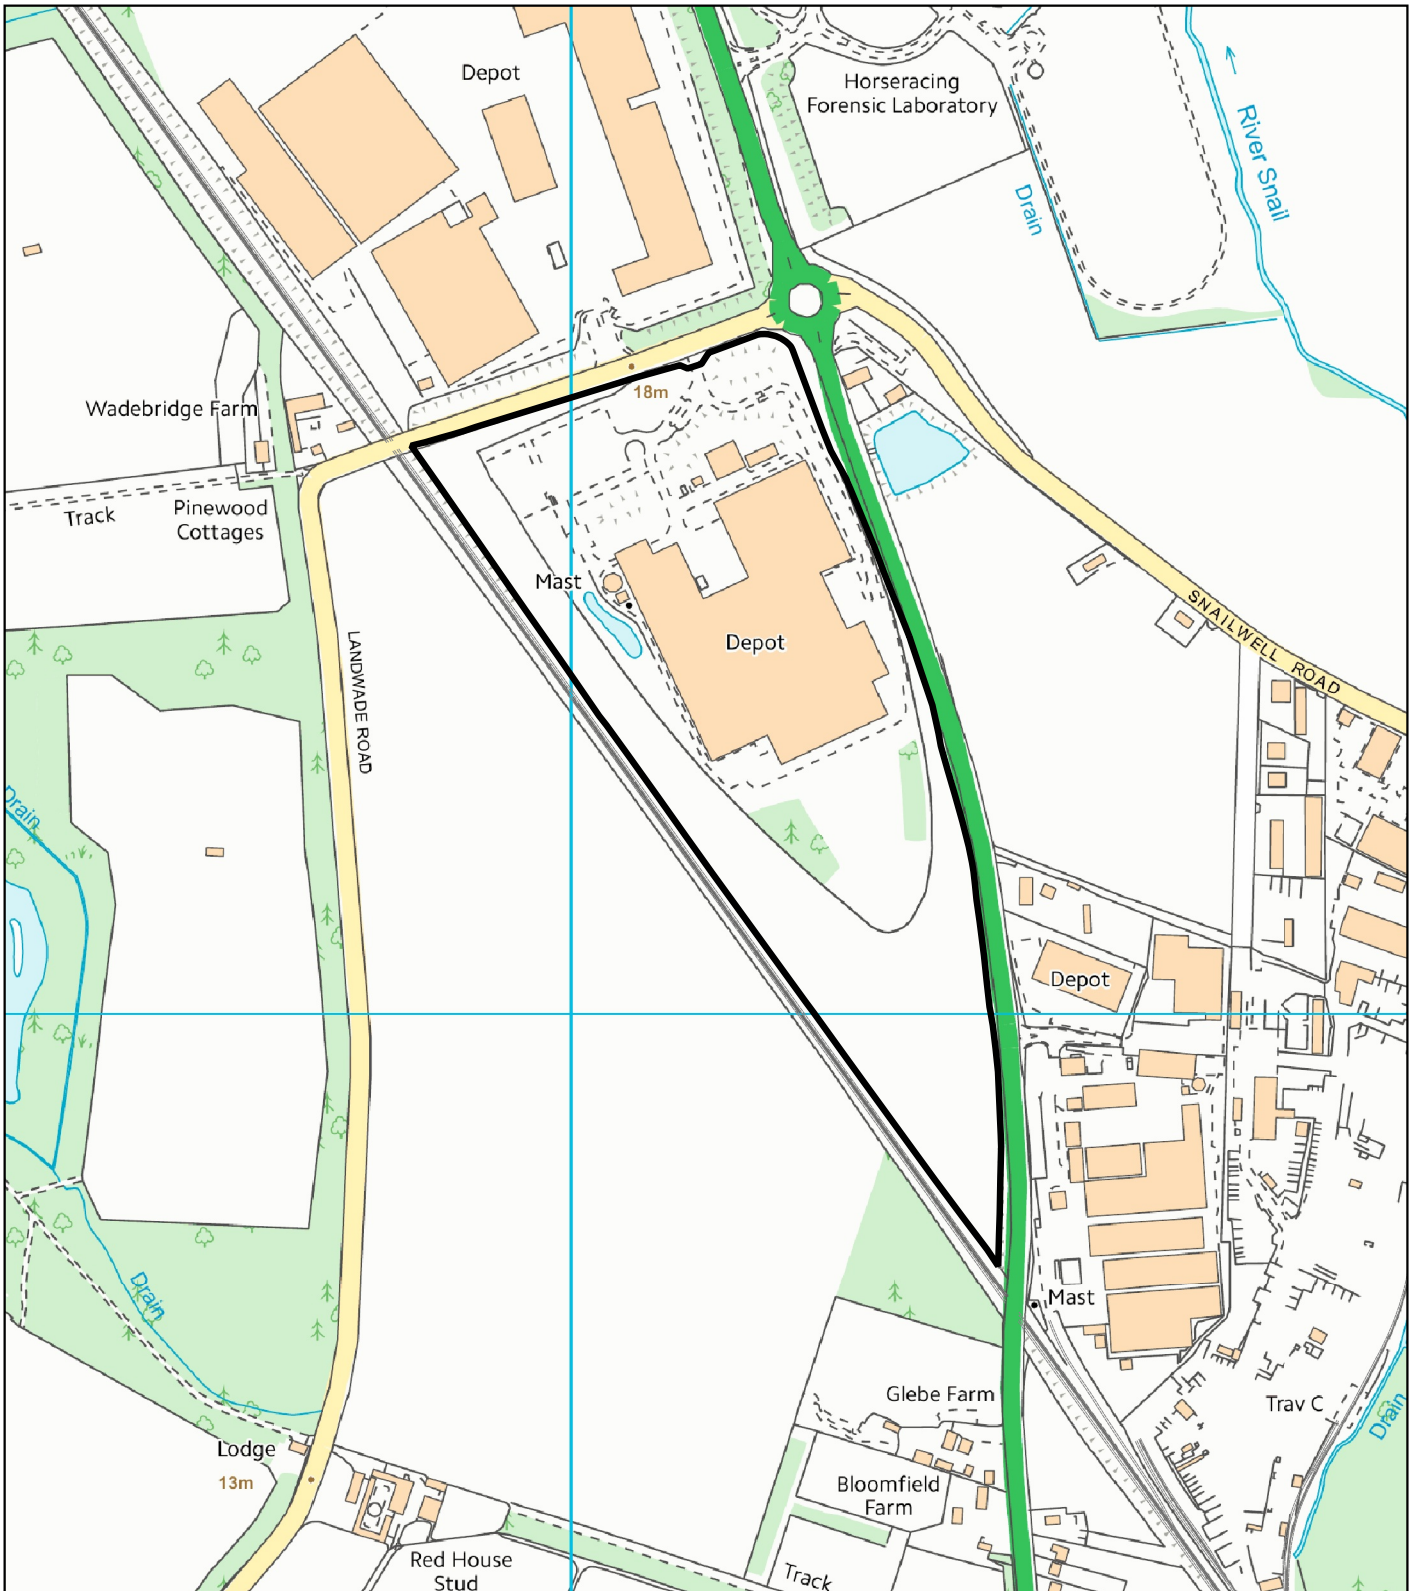 Depot
Horseracing
Forensic Laboratory
River Snail
Drain
18m
Wadebridge Farm
Track
Pinewood
Cottages
Mast
Depot
SNAILWELL ROAD
LANDWADE ROAD
Drain
Depot
Drain
Mast
Glebe Farm
Trav C
Drain
Lodge
13m
Bloomfield
Farm
Red House
Stud
Track